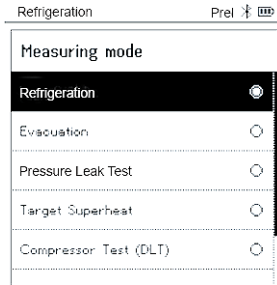 Refrigeration Prel
Measuring mode
Refrigeration
Evacuation
Pressure Leak Test
Target Superheat
Compressor Test (DLT)